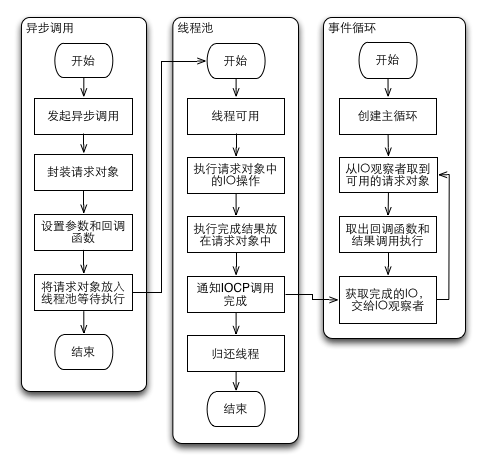 异步调用
开始
发起异步调用
封装请求对象
设置参数和回调
函数
将请求对象放入
线程池等待执行
结束
线程池
开始
线程可用
执行请求对象中
的IO操作
执行完成结果放
在请求对象中
通知IOCP调用
完成
归还线程
结束
事件循环
开始
创建主循环
从IO观察者取到
可用的请求对象
取出回调函数和
结果调用执行
获取完成的IO，
交给IO观察者